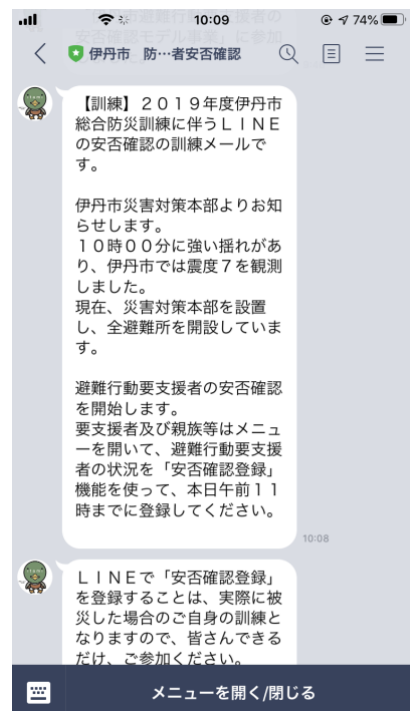 10:09
74%
伊丹市 防…者安否確認
【訓練】2019年度伊丹市
総合防災訓練に伴うLINE
の安否確認の訓練メールで
す。
伊丹市災害対策本部よりお知
らせします。
10時00分に強い揺れがあ
り、伊丹市では震度7を観測
しました。
現在、災害対策本部を設置
し、全避難所を開設していま
す。
避難行動要支援者の安否確認
を開始します。
要支援者及び親族等はメニュ
ーを開いて、避難行動要支援
者の状況を「安否確認登録」
機能を使って、本日午前11
時までに登録してください。
10:08
LINEで「安否確認登録」
を登録することは、実際に被
災した場合のご自身の訓練と
なりますので、皆さんできる
だけ、ご参加ください。
メニューを開く/閉じる